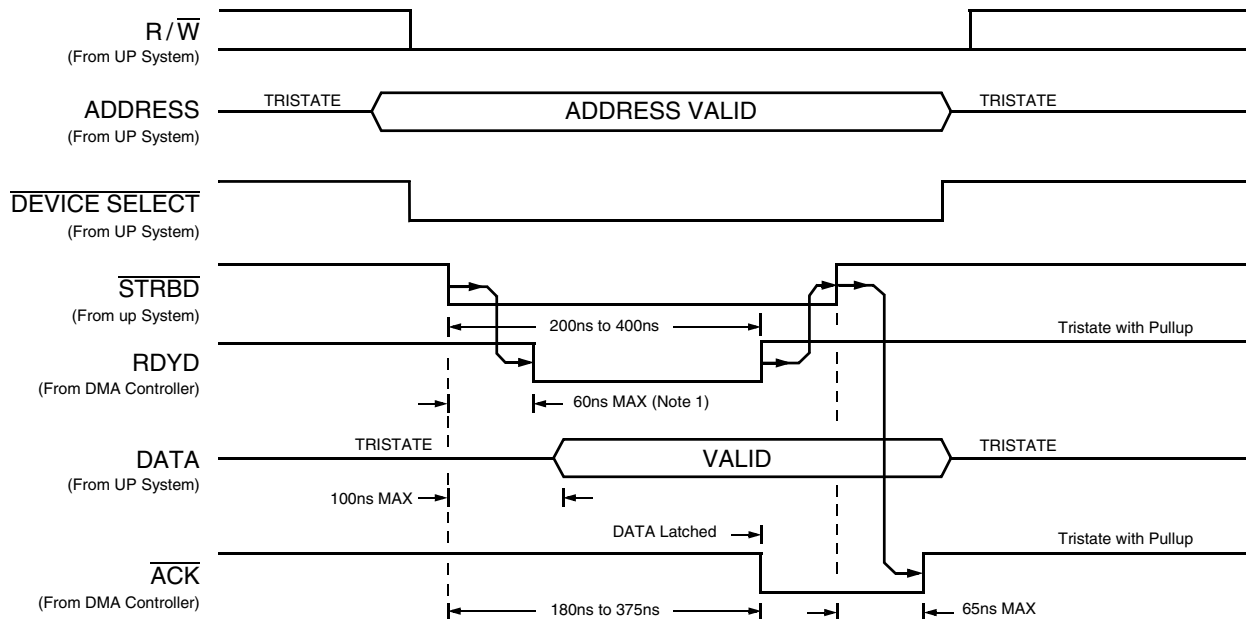 R/W
(From UP System)
TRISTATE
ADDRESS VALID
TRISTATE
ADDRESS
(From UP System)
DEVICE SELECT
(From UP System)
STRBD
(From up System)
200ns to 400ns
Tristate with Pullup
RDYD
(From DMA Controller)
60ns MAX (Note 1)
TRISTATE
VALID
TRISTATE
DATA
(From UP System)
100ns MAX
DATA Latched
Tristate with Pullup
ACK
(From DMA Controller)
180ns to 375ns
65ns MAX